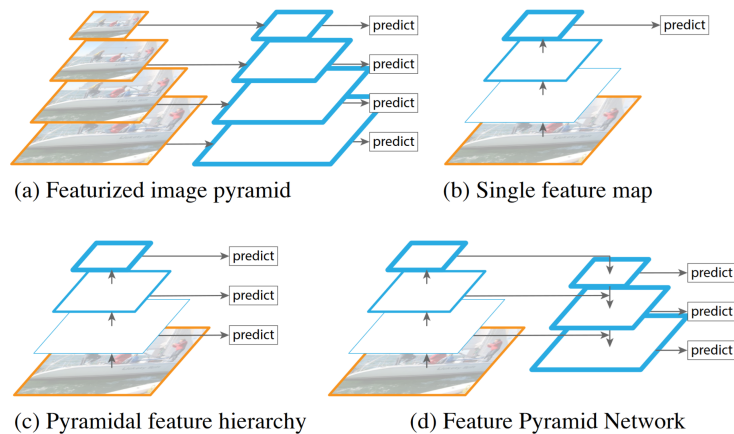 predict
predict
predict
predict
predict
(a) Featurized image pyramid
(b) Single feature map
predict
predict
predict
predict
predict
predict
(c) Pyramidal feature hierarchy
(d) Feature Pyramid Network